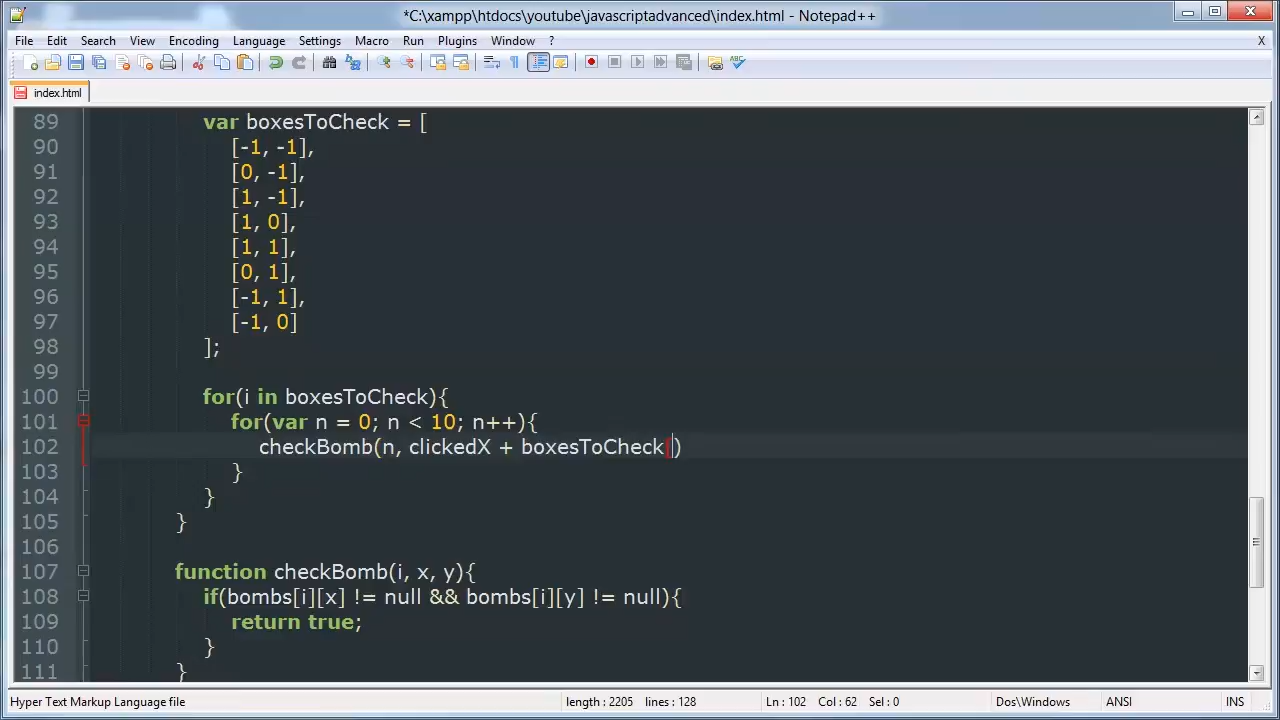 *C:\xampp\htdocs\youtube\javascriptadvanced\index.html - Notepad++
File Edit Search View Encoding Language Settings Macro Run Plugins Window ? X
index.html
89 var boxesToCheck = [
90 [-1, -1],
91 [0, -1],
92 [1, -1],
93 [1, 0],
94 [1, 1],
95 [0, 1],
96 [-1, 1],
97 [-1, 0]
98 ];
99
100 for(i in boxesToCheck){
101 for(var n = 0; n < 10; n++){
102 checkBomb(n, clickedX + boxesToCheck[)
103 }
104 }
105 }
106
107 function checkBomb(i, x, y){
108 if(bombs[i][x] != null && bombs[i][y] != null){
109 return true;
110 }
111 }
Hyper Text Markup Language file length : 2205 lines : 128 Ln : 102 Col : 62 Sel : 0 Dos\Windows ANSI INS